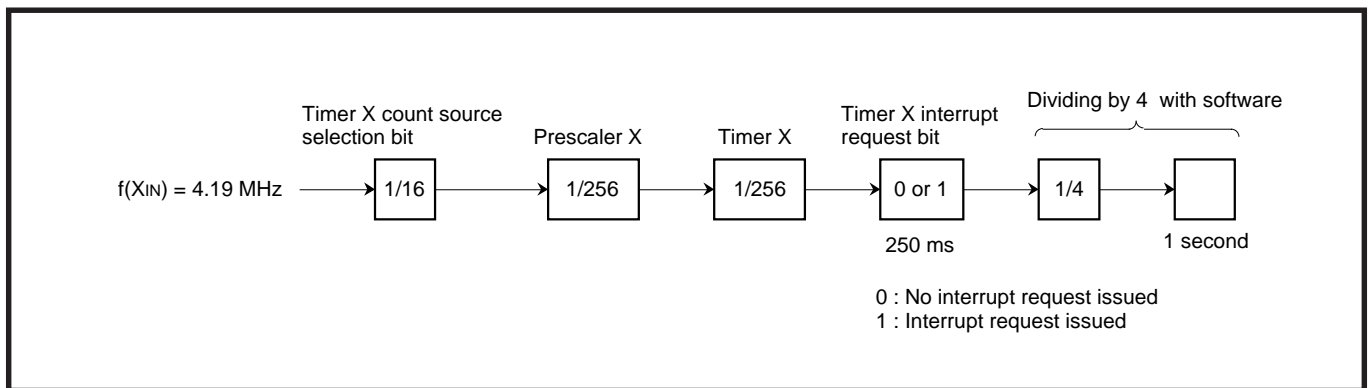 Timer X count source
selection bit
Prescaler X
Timer X
Timer X interrupt
request bit
Dividing by 4 with software
f(XIN) = 4.19 MHz
1/16
1/256
1/256
0 or 1
1/4
250 ms
1 second
0 : No interrupt request issued
1 : Interrupt request issued